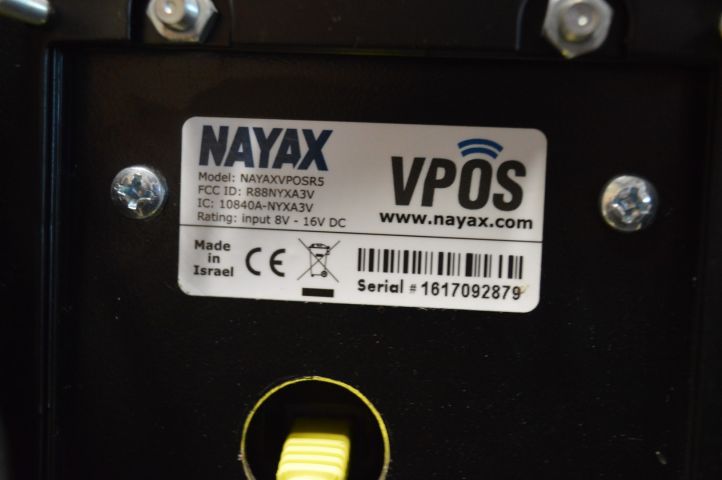 NAYAX
Model: NAYAXVPOSR5
FCC ID: R88NYXA3V
IC: 10840A-NYXA3V
Rating: input 8V - 16V DC
VPOS
www.nayax.com
Made
in
Israel
CE
Serial # 1617092879